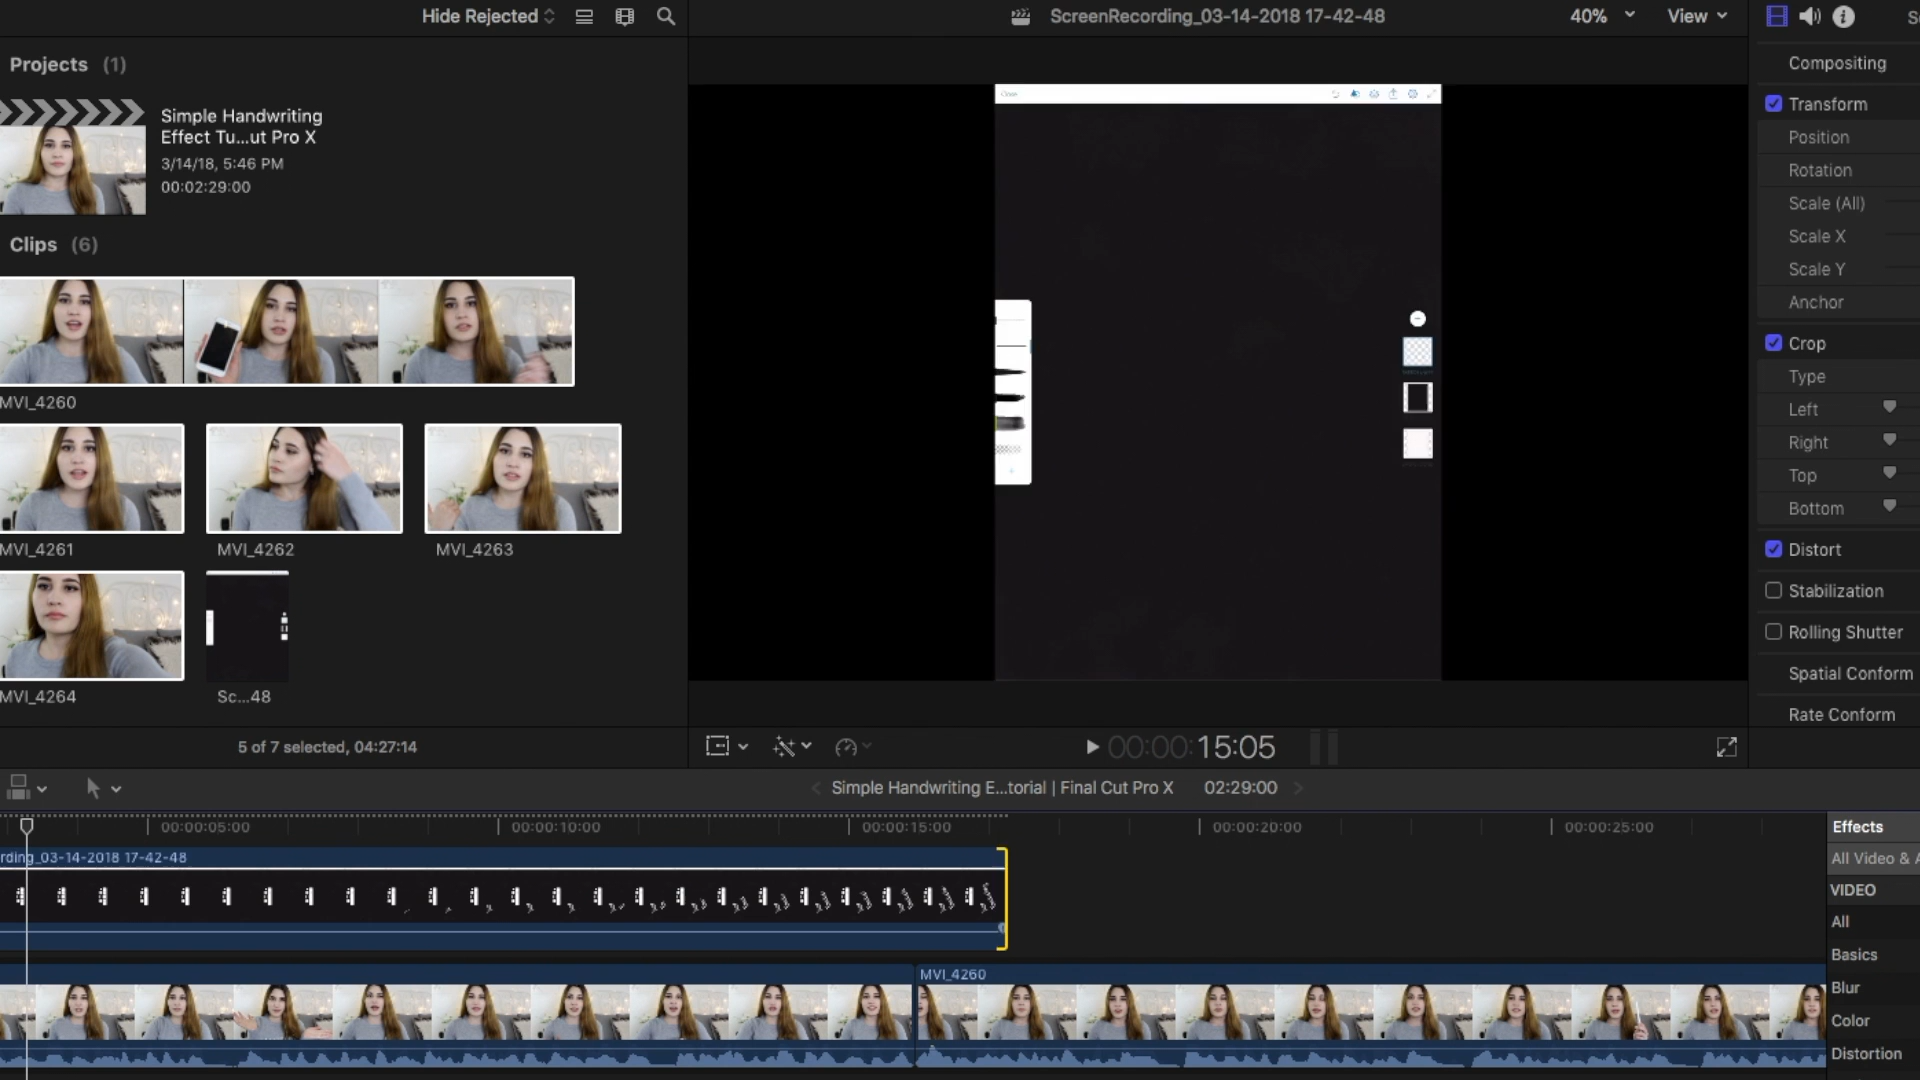 Hide Rejected
ScreenRecording_03-14-2018 17-42-48
40%
View
Projects (1)
Simple Handwriting
Effect Tu...ut Pro X
3/14/18, 5:46 PM
00:02:29:00
Clips (6)
MVI_4260
MVI_4261
MVI_4262
MVI_4263
MVI_4264
Sc...48
5 of 7 selected, 04:27:14
Close
00:00:15:05
Compositing
Transform
Position
Rotation
Scale (All)
Scale X
Scale Y
Anchor
Crop
Type
Left
Right
Top
Bottom
Distort
Stabilization
Rolling Shutter
Spatial Conform
Rate Conform
Simple Handwriting E...torial | Final Cut Pro X
02:29:00
00:00:05:00
00:00:10:00
00:00:15:00
00:00:20:00
00:00:25:00
rding_03-14-2018 17-42-48
MVI_4260
Effects
All Video & A
VIDEO
All
Basics
Blur
Color
Distortion